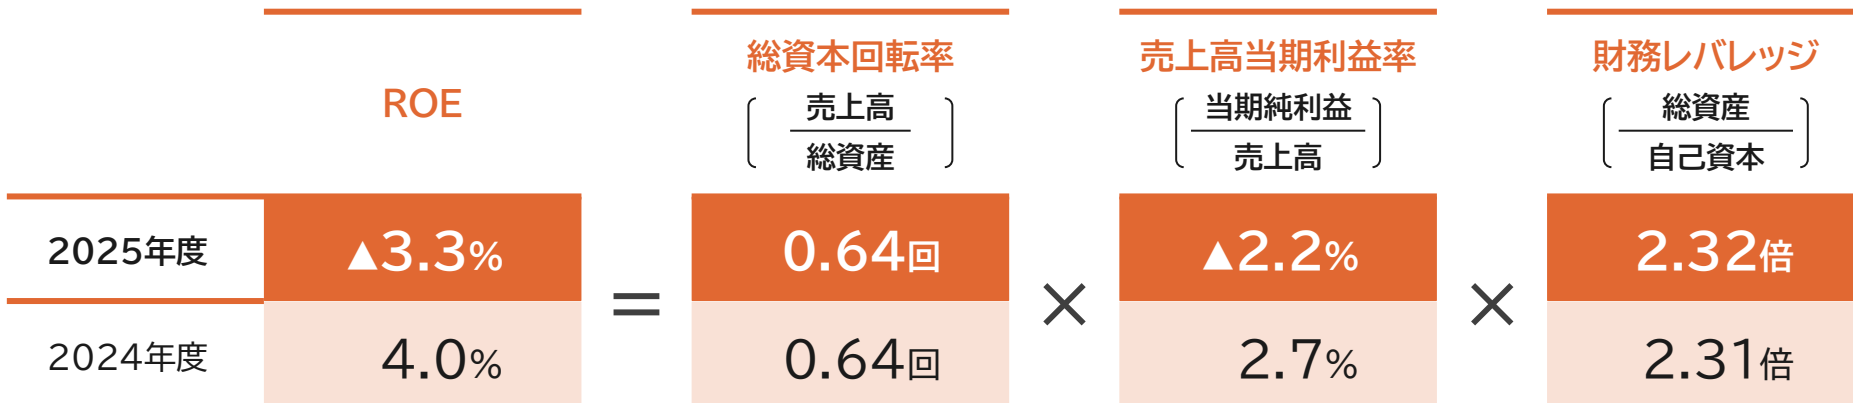 ROE
総資本回転率
売上高
総資産
売上高当期利益率
当期純利益
売上高
財務レバレッジ
総資産
自己資本
2025年度 ▲3.3% = 0.64回 × ▲2.2% × 2.32倍
2024年度 4.0% 0.64回 2.7% 2.31倍